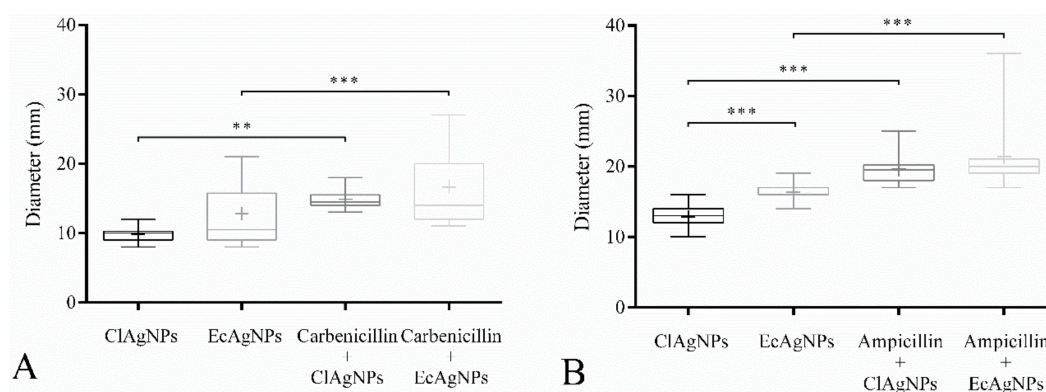 40
30
20
10
0
Diameter (mm)
**
***
ClAgNPs
EcAgNPs
Carbenicillin
+
ClAgNPs
Carbenicillin
+
EcAgNPs
A
40
30
20
10
0
Diameter (mm)
***
***
***
ClAgNPs
EcAgNPs
Ampicillin
+
ClAgNPs
Ampicillin
+
EcAgNPs
B